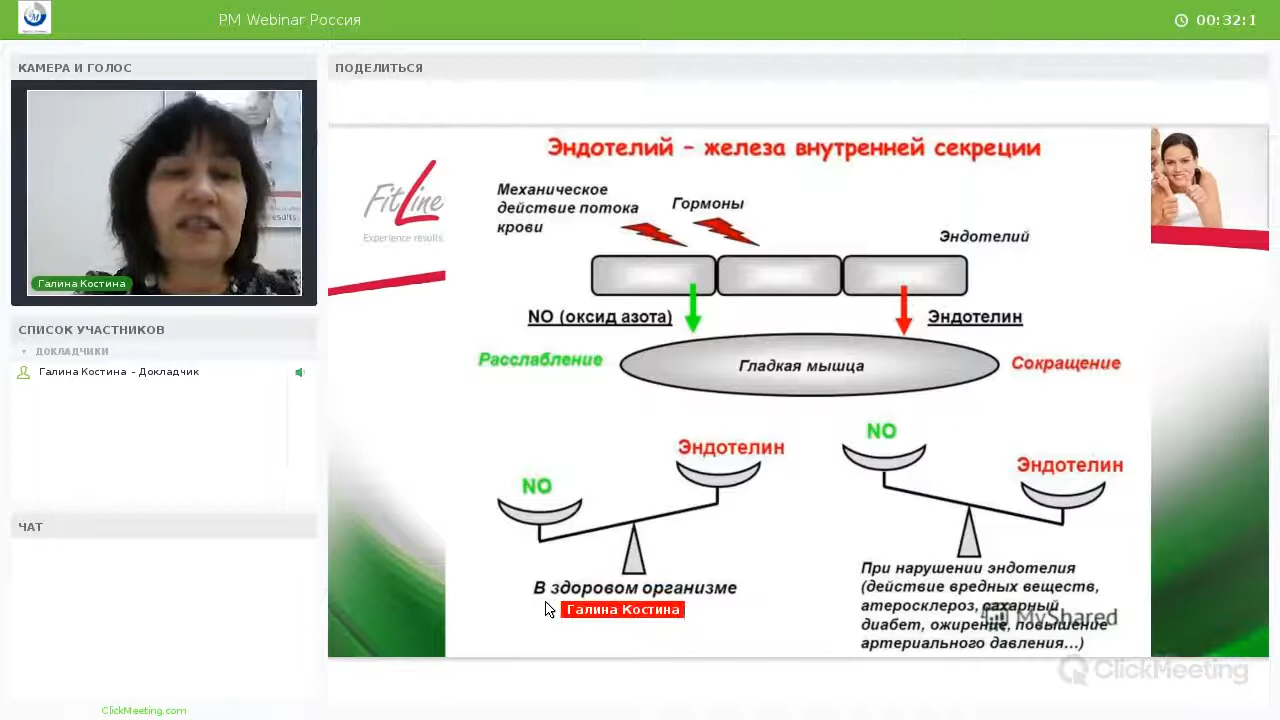 PM Webinar Россия
00:32:1
КАМЕРА И ГОЛОС
Галина Костина
СПИСОК УЧАСТНИКОВ
ДОКЛАДЧИКИ
Галина Костина - Докладчик
ЧАТ
ClickMeeting.com
ПОДЕЛИТЬСЯ
Эндотелий - железа внутренней секреции
FitLine
Experience results.
results.
Механическое
действие потока
крови
Гормоны
Эндотелий
NO (оксид азота)
Эндотелин
Расслабление
Гладкая мышца
Сокращение
NO
Эндотелин
NO
Эндотелин
В здоровом организме
Галина Костина
При нарушении эндотелия
(действие вредных веществ,
атеросклероз, сахарный
диабет, ожирение, повышение
артериального давления...)
MyShared
ClickMeeting